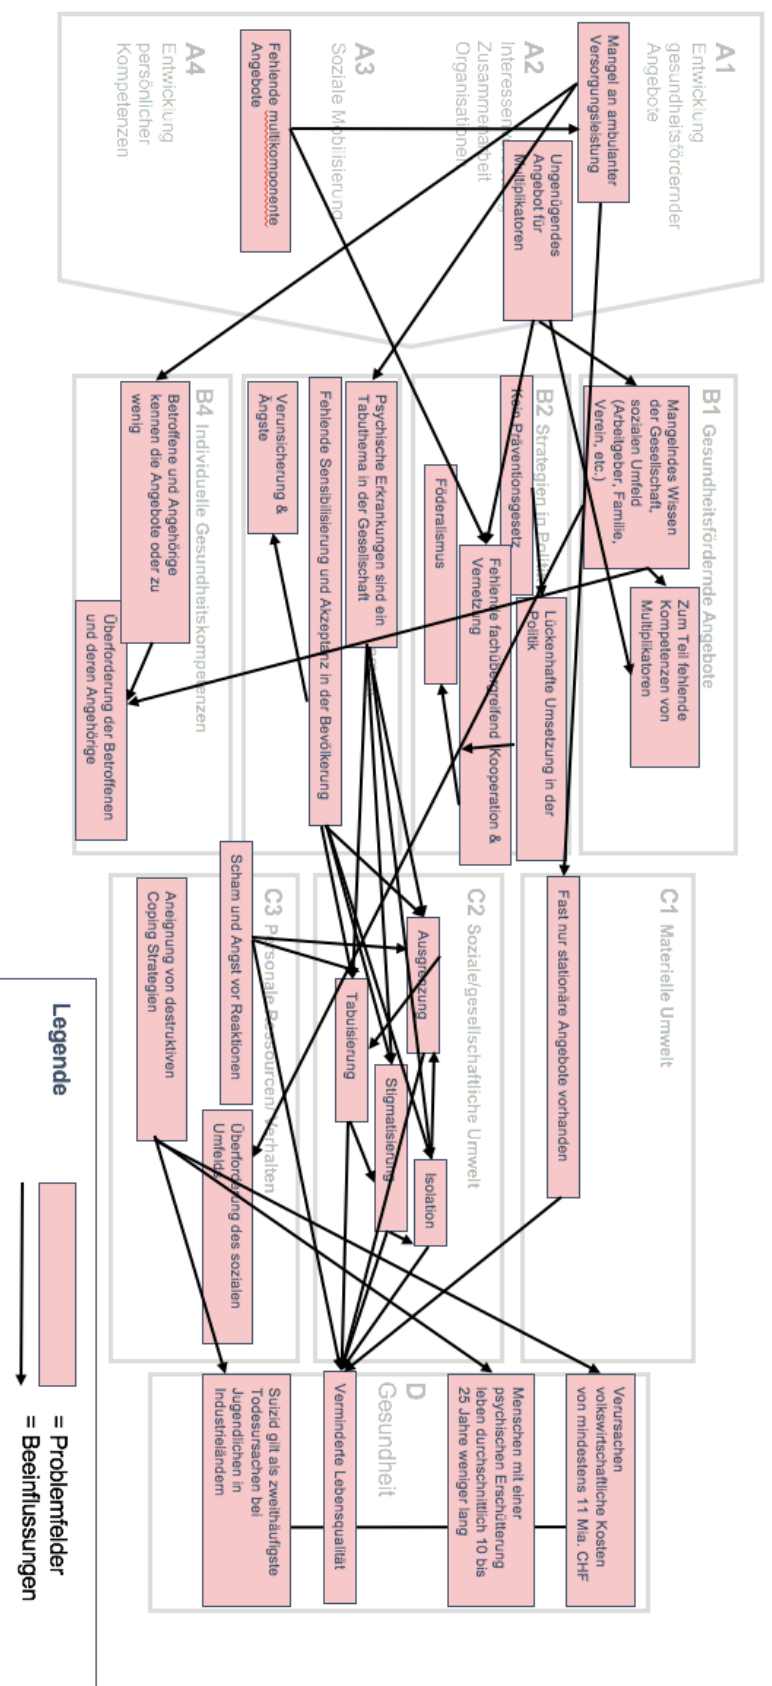 A1
Entwicklung
gesundheitsfördernder
Angebote
Mangel an ambulanter
Versorgungsleistung
A2
Interessen
Zusammenarbeit
Organisationen
Ungenügendes
Angebot für
Multiplikatoren
A3
Soziale Mobilisierung
Fehlende multikomponente
Angebote
A4
Entwicklung
persönlicher
Kompetenzen
B1 Gesundheitsfördernde Angebote
Mangelndes Wissen
der Gesellschaft,
sozialen Umfeld
(Arbeitgeber, Familie,
Verein, etc.)
Zum Teil fehlende
Kompetenzen von
Multiplikatoren
B2 Strategien in Politik
Kein Präventionsgesetz
Lückenhafte Umsetzung in der
Politik
Fehlende fachübergreifend Kooperation &
Vernetzung
Föderalismus
Psychische Erkrankungen sind ein
Tabuthema in der Gesellschaft
Fehlende Sensibilisierung und Akzeptanz in der Bevölkerung
Verunsicherung &
Ängste
B4 Individuelle Gesundheitskompetenzen
Betroffene und Angehörige
kennen die Angebote oder zu
wenig
Überforderung der Betroffenen
und deren Angehörige
C1 Materielle Umwelt
Fast nur stationäre Angebote vorhanden
C2 Soziale/gesellschaftliche Umwelt
Ausgrenzung
Isolation
Stigmatisierung
Tabuisierung
C3 Personale Ressourcen/ Verhalten
Scham und Angst vor Reaktionen
Überforderung des sozialen
Umfelds
Aneignung von destruktiven
Coping Strategien
D
Gesundheit
Verursachen
volkswirtschaftliche Kosten
von mindestens 11 Mia. CHF
Menschen mit einer
psychischen Erschütterung
leben durchschnittlich 10 bis
25 Jahre weniger lang
Verminderte Lebensqualität
Suizid gilt als zweithäufigste
Todesursachen bei
Jugendlichen in
Industrieländern
Legende
= Problemfelder
= Beeinflussungen